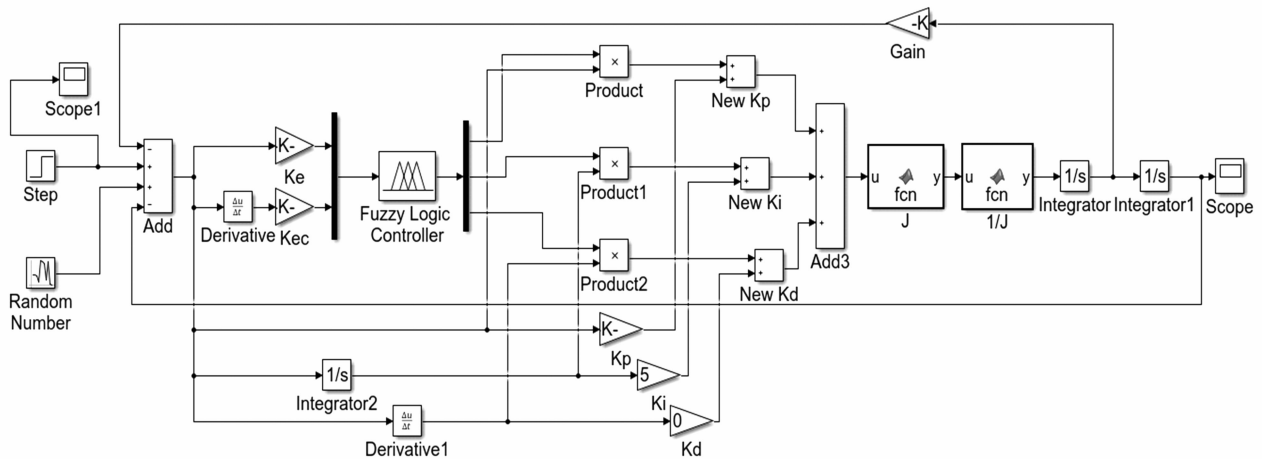 -K
Gain
Scope1
×
Product
+
+
New Kp
-
+
+
-
Add
Step
K-
Ke
Δu
Δt
Derivative
K-
Kec
Fuzzy Logic
Controller
×
Product1
+
+
New Ki
+
+
+
Add3
u
fcn
y
J
u
fcn
y
1/J
1/s
Integrator
1/s
Integrator1
Scope
×
Product2
+
+
New Kd
Random
Number
K-
Kp
1/s
Integrator2
5
Ki
Δu
Δt
Derivative1
0
Kd